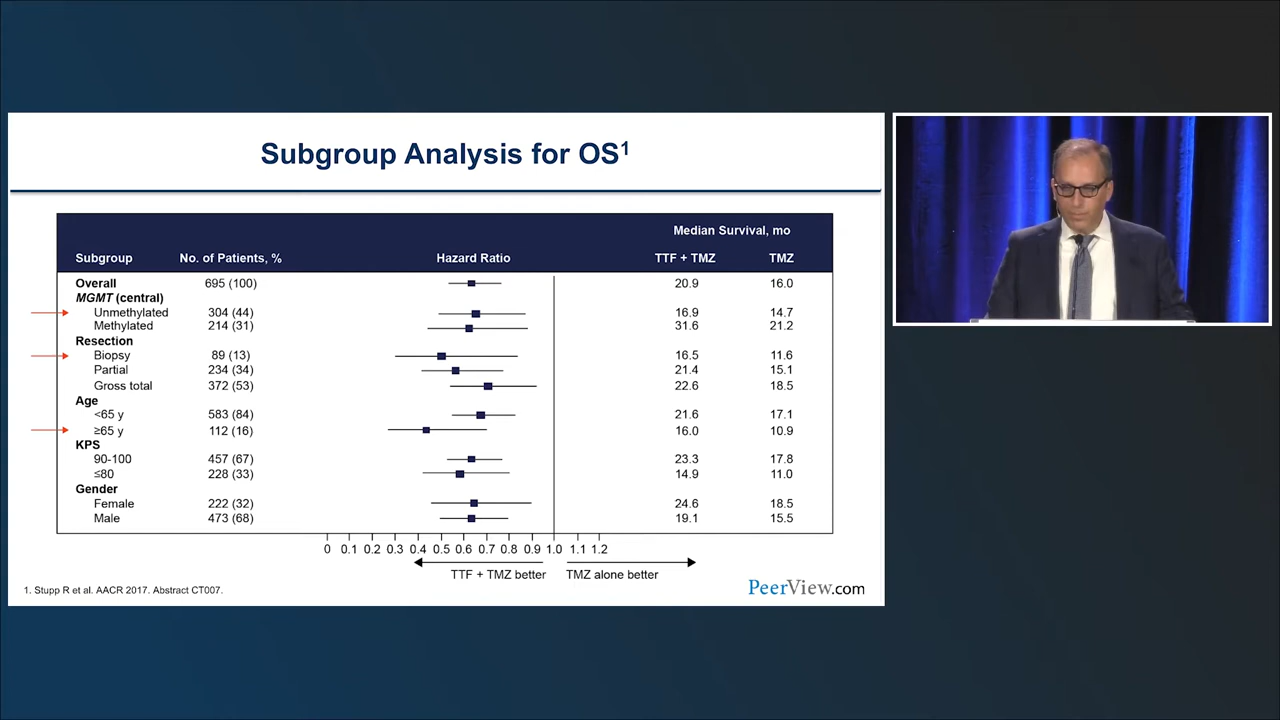 Subgroup Analysis for OS1
Median Survival, mo
Subgroup No. of Patients, % Hazard Ratio TTF + TMZ TMZ
Overall 695 (100) 20.9 16.0
MGMT (central)
Unmethylated 304 (44) 16.9 14.7
Methylated 214 (31) 31.6 21.2
Resection
Biopsy 89 (13) 16.5 11.6
Partial 234 (34) 21.4 15.1
Gross total 372 (53) 22.6 18.5
Age
<65 y 583 (84) 21.6 17.1
≥65 y 112 (16) 16.0 10.9
KPS
90-100 457 (67) 23.3 17.8
≤80 228 (33) 14.9 11.0
Gender
Female 222 (32) 24.6 18.5
Male 473 (68) 19.1 15.5
0 0.1 0.2 0.3 0.4 0.5 0.6 0.7 0.8 0.9 1.0 1.1 1.2
TTF + TMZ better TMZ alone better
1. Stupp R et al. AACR 2017. Abstract CT007.
PeerView.com